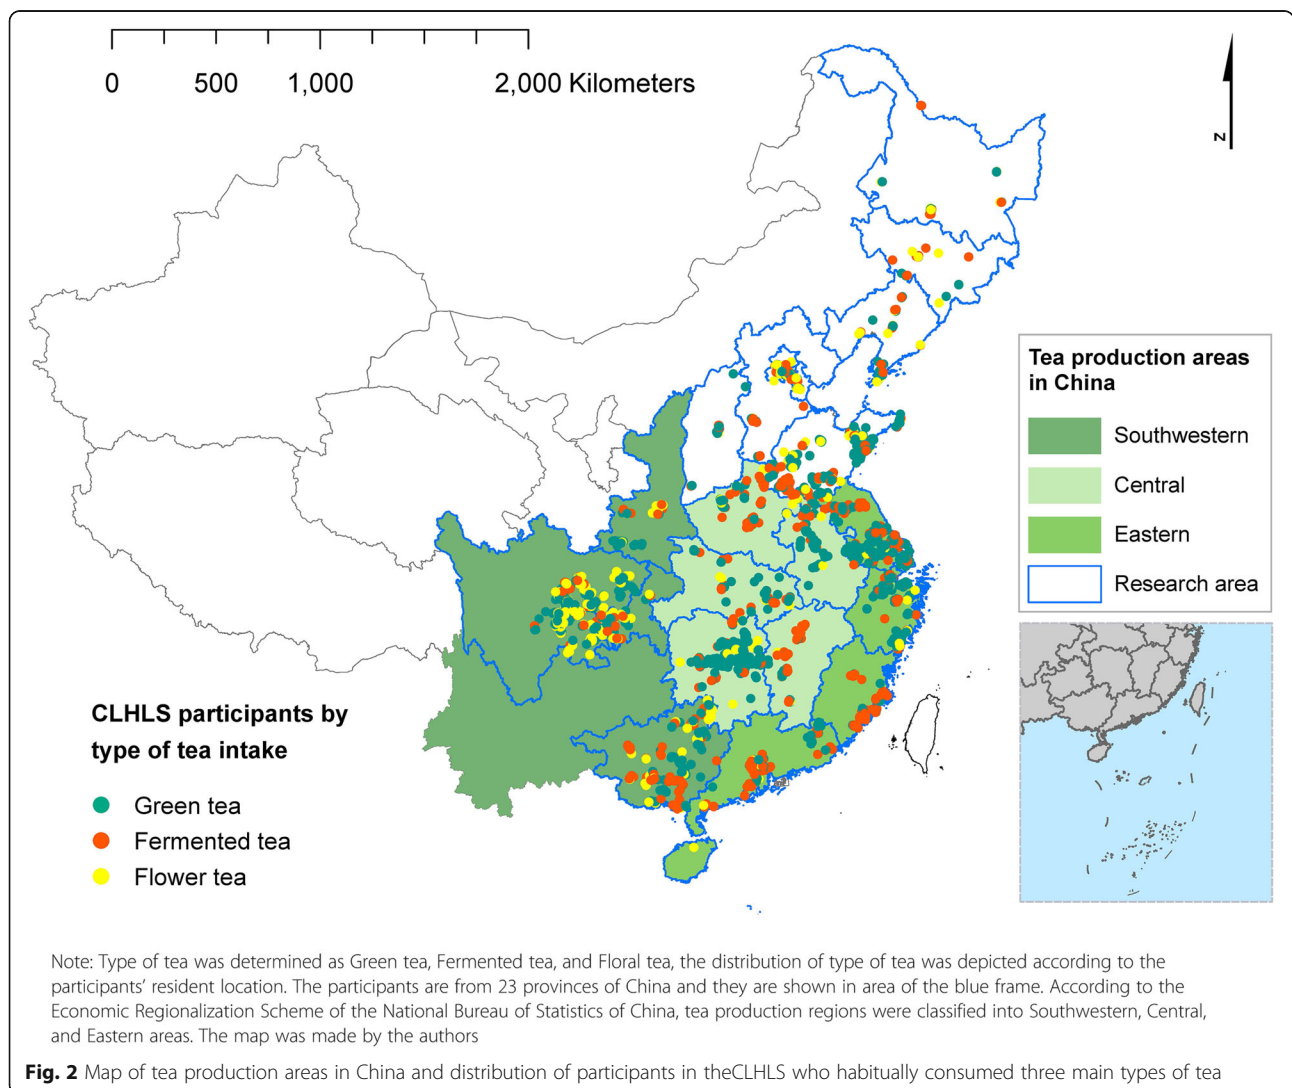 0 500 1,000 2,000 Kilometers
N
Tea production areas
in China
Southwestern
Central
Eastern
Research area
CLHLS participants by
type of tea intake
Green tea
Fermented tea
Flower tea
Note: Type of tea was determined as Green tea, Fermented tea, and Floral tea, the distribution of type of tea was depicted according to the
participants' resident location. The participants are from 23 provinces of China and they are shown in area of the blue frame. According to the
Economic Regionalization Scheme of the National Bureau of Statistics of China, tea production regions were classified into Southwestern, Central,
and Eastern areas. The map was made by the authors
Fig. 2 Map of tea production areas in China and distribution of participants in theCLHLS who habitually consumed three main types of tea